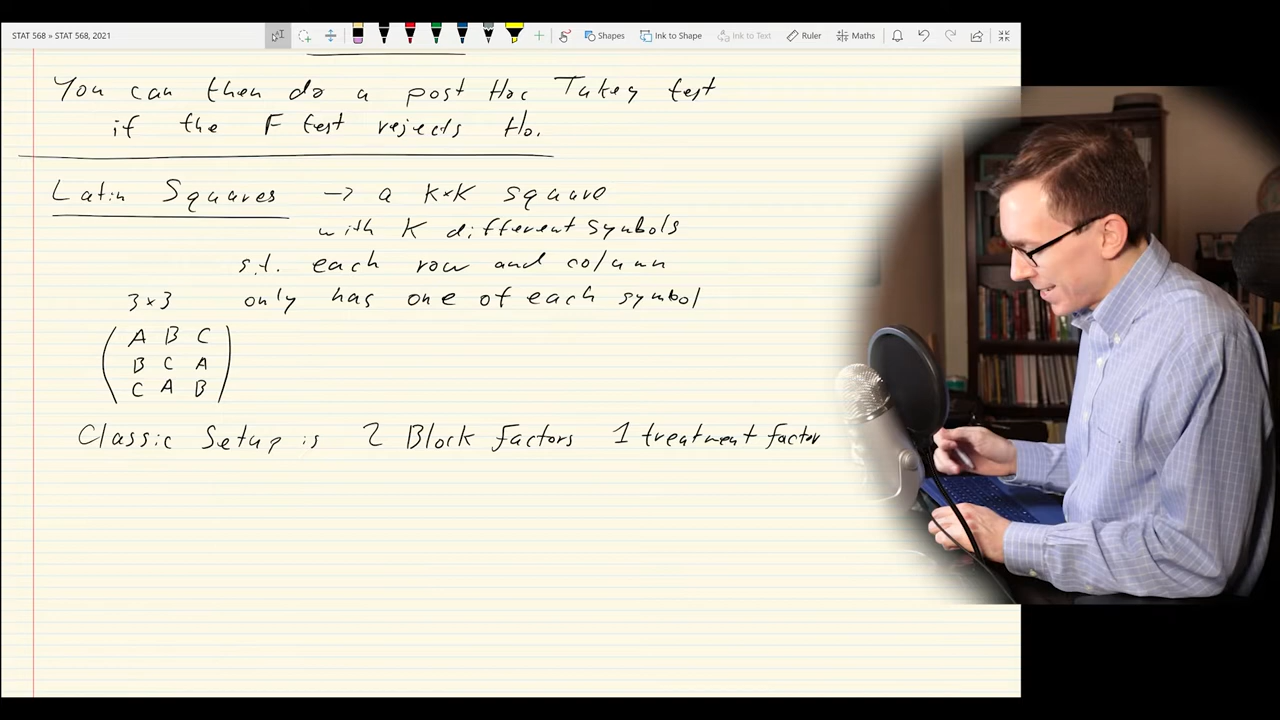 STAT 568 » STAT 568, 2021
Shapes
Ink to Shape
Ink to Text
Ruler
Maths
You can then do a post Hoc Tukey test
if the F test rejects Ho.
Latin Squares → a K×K square
with K different symbols
s.t. each row and column
3×3 only has one of each symbol
A B C
B C A
C A B
Classic Setup is 2 Block Factors 1 treatment factor